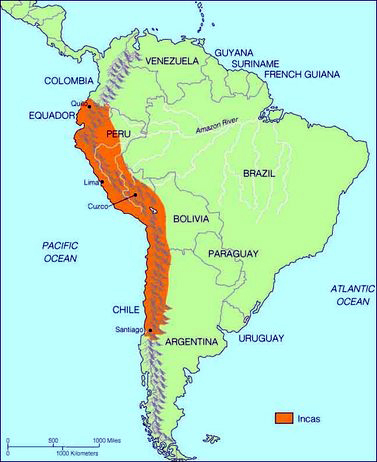 GUYANA
VENEZUELA
SURINAME
FRENCH GUIANA
COLOMBIA
Quito
EQUADOR
Amazon River
PERU
BRAZIL
Lima
Cuzco
BOLIVIA
PACIFIC
OCEAN
PARAGUAY
ATLANTIC
OCEAN
CHILE
Santiago
ARGENTINA
URUGUAY
Incas
0 500 1000 Miles
0 1000 Kilometers